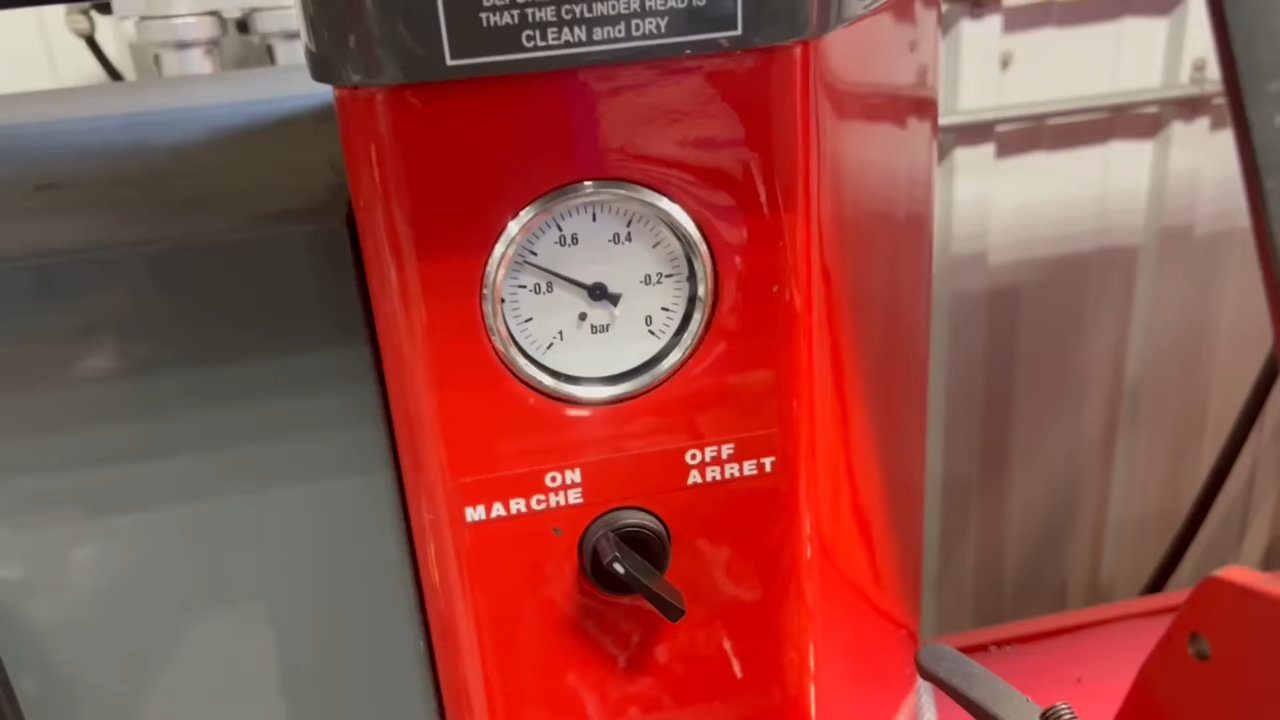 THAT THE CYLINDER HEAD IS
CLEAN and DRY
-0,6 -0,4
-0,8 -0,2
-1 bar 0
ON
MARCHE
OFF
ARRET